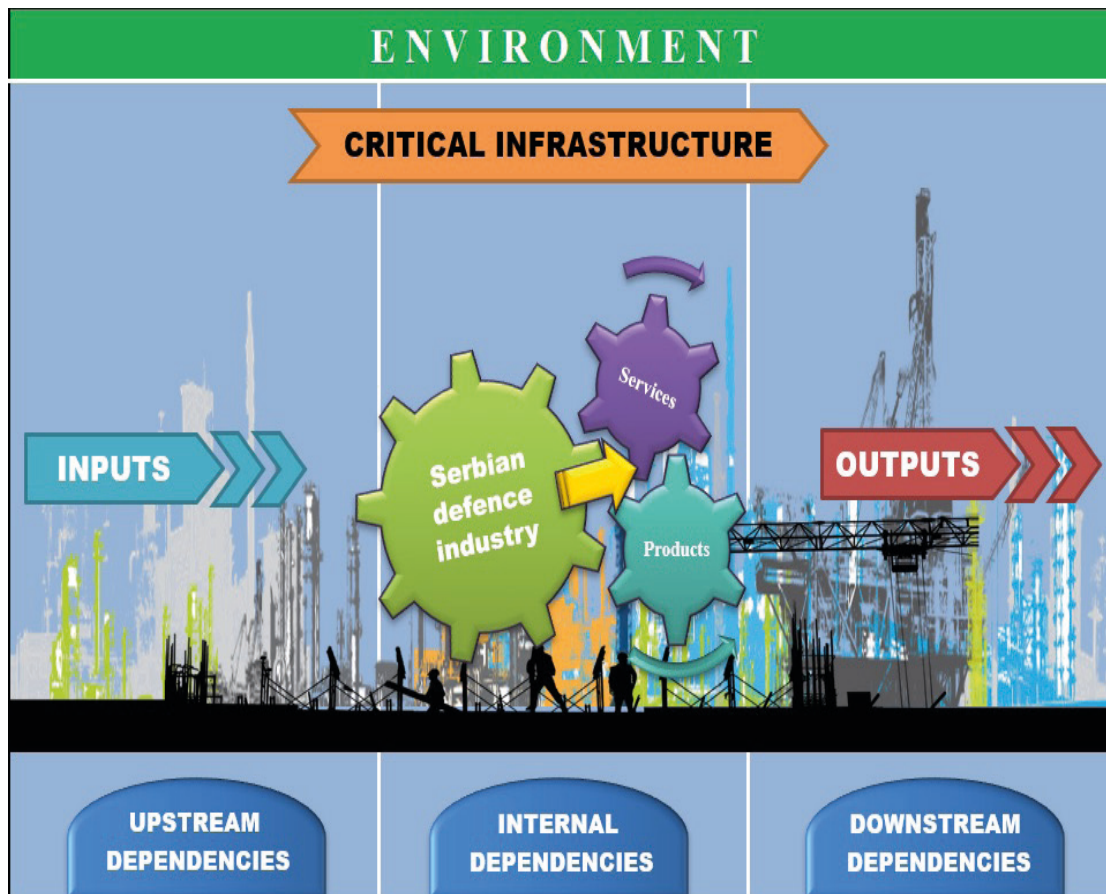 ENVIRONMENT
CRITICAL INFRASTRUCTURE
Services
INPUTS
Serbian
defence
industry
OUTPUTS
Products
UPSTREAM
DEPENDENCIES
INTERNAL
DEPENDENCIES
DOWNSTREAM
DEPENDENCIES